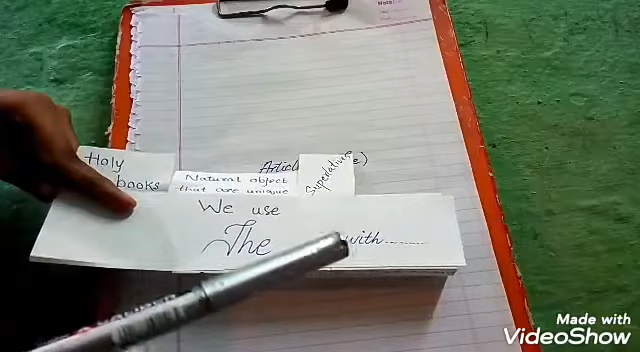 Holy
books
Natural object
that are unique
Superlative
We use
The
with........
Made with
VideoShow